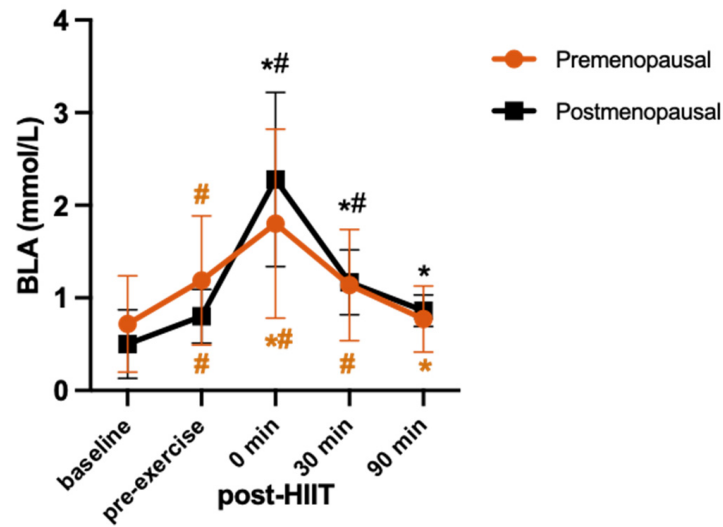 4
3
2
1
0
BLA (mmol/L)
*#
#
*#
*
#
*#
#
*
baseline
pre-exercise
0 min
30 min
90 min
post-HIIT
Premenopausal
Postmenopausal